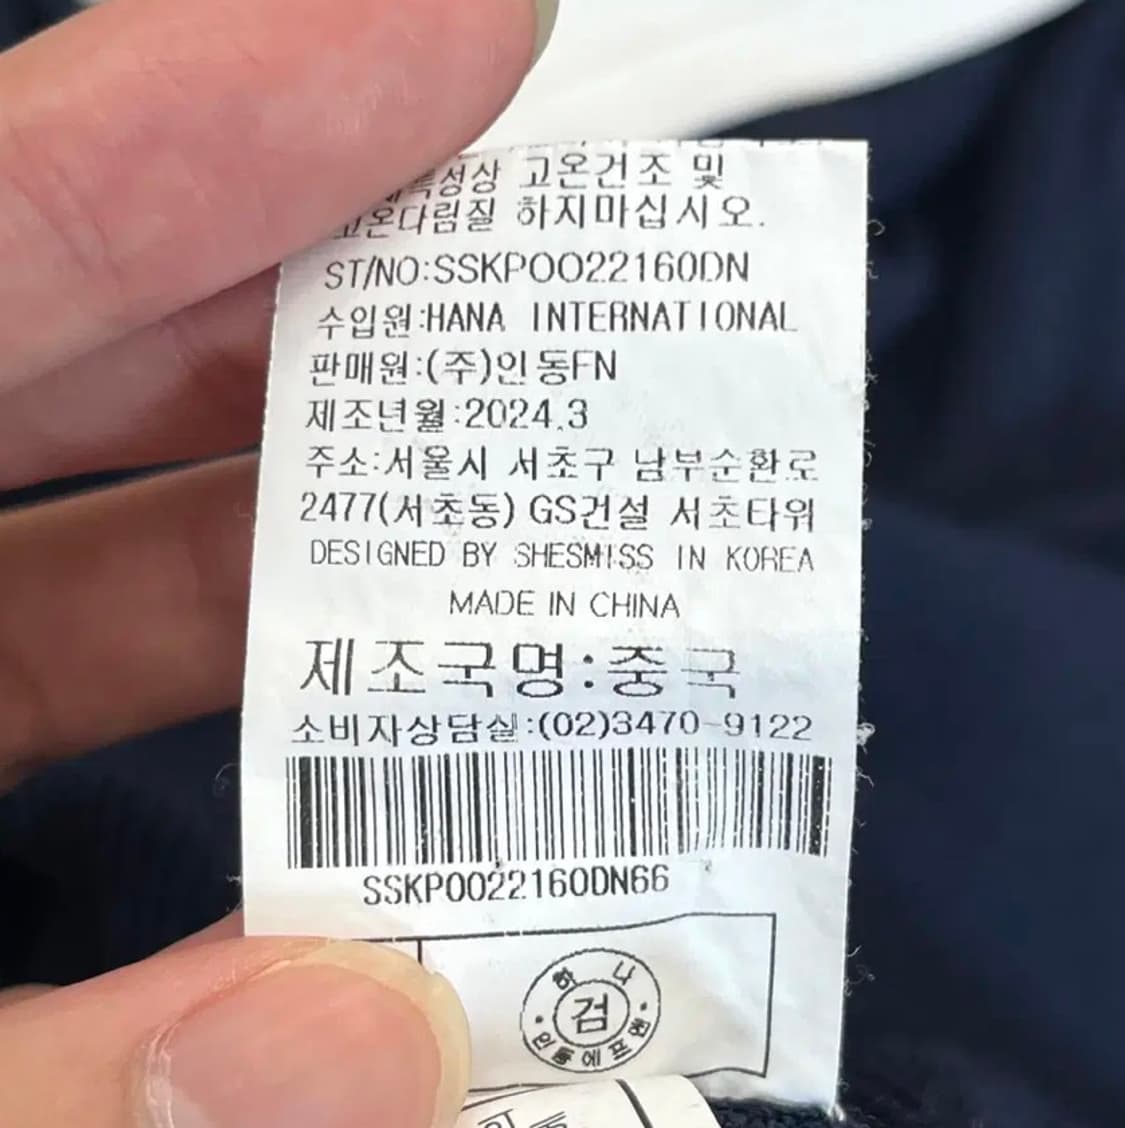 특성상 고온건조 및
고온다림질 하지마십시오.
ST/NO:SSKPOO22160DN
수입원:HANA INTERNATIONAL
판매원:(주)인동FN
제조년월:2024.3
주소:서울시 서초구 남부순환로
2477(서초동) GS건설 서초타워
DESIGNED BY SHESMISS IN KOREA
MADE IN CHINA
제조국명:중국
소비자상담실:(02)3470-9122
SSKP0022160DN66
하나
검
인동에프엔